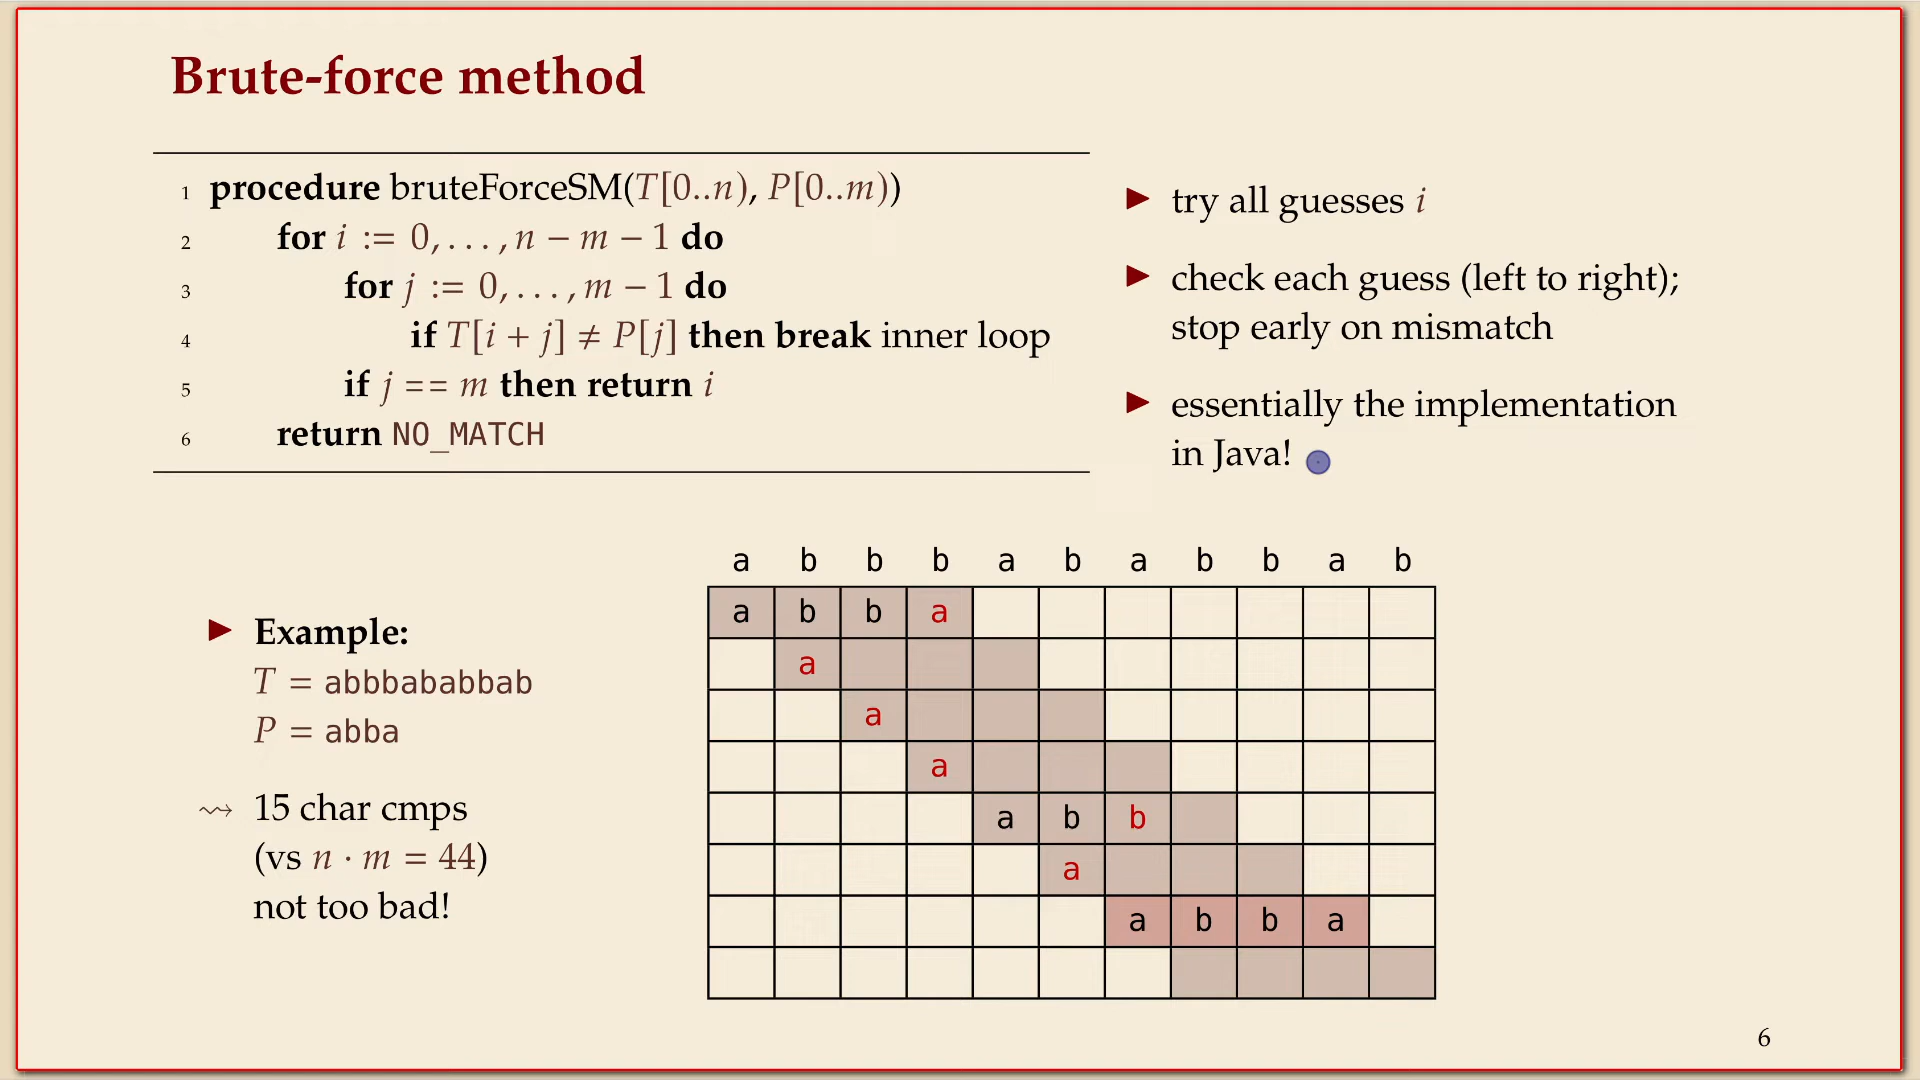 Brute-force method
1 procedure bruteForceSM(T[0..n), P[0..m))
2 for i := 0, . . . , n − m − 1 do
3 for j := 0, . . . , m − 1 do
4 if T[i + j] ≠ P[j] then break inner loop
5 if j == m then return i
6 return NO_MATCH
▶ try all guesses i
▶ check each guess (left to right);
stop early on mismatch
▶ essentially the implementation
in Java!
▶ Example:
T = abbbababbab
P = abba
⇝ 15 char cmps
(vs n · m = 44)
not too bad!
a b b b a b a b b a b
a b b a
a
a
a
a b b
a
a b b a
6